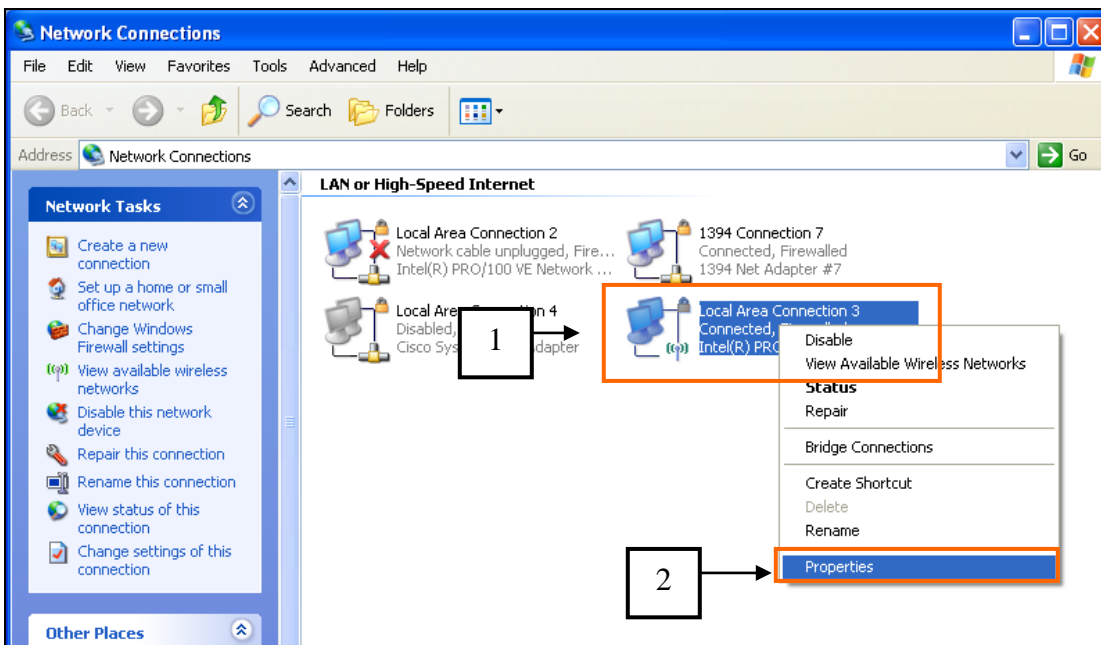 Network Connections
File Edit View Favorites Tools Advanced Help
Back Search Folders
Address Network Connections Go
Network Tasks
Create a new
connection
Set up a home or small
office network
Change Windows
Firewall settings
View available wireless
networks
Disable this network
device
Repair this connection
Rename this connection
View status of this
connection
Change settings of this
connection
Other Places
LAN or High-Speed Internet
Local Area Connection 2
Network cable unplugged, Fire...
Intel(R) PRO/100 VE Network ...
1394 Connection 7
Connected, Firewalled
1394 Net Adapter #7
Local 4
Disabled,
Cisco
1
Local Area Connection 3
Connected,
Intel(R)
Disable
View Available Wireless Networks
Status
Repair
Bridge Connections
Create Shortcut
Delete
Rename
Properties
2